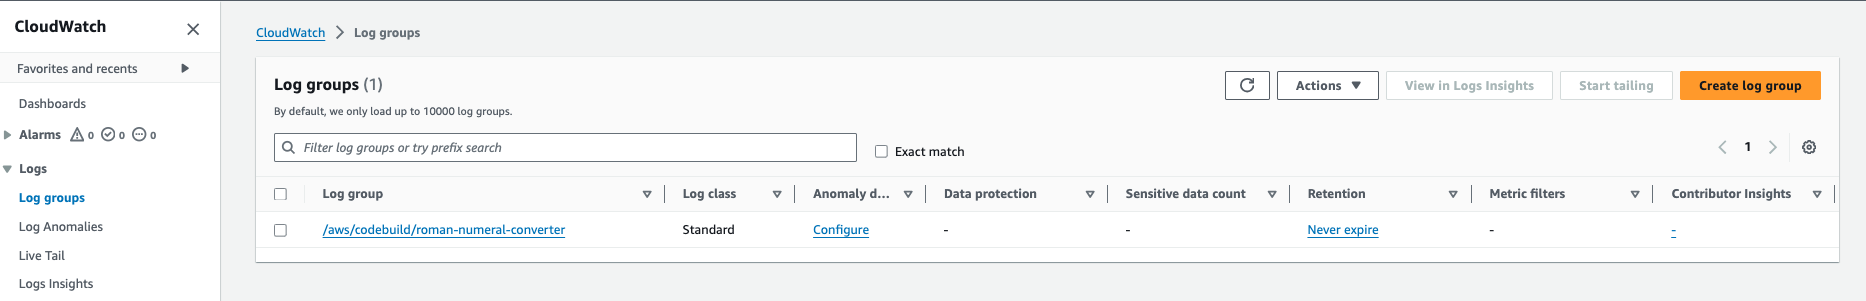 CloudWatch
Favorites and recents
Dashboards
Alarms 0 0 0
Logs
Log groups
Log Anomalies
Live Tail
Logs Insights
CloudWatch > Log groups
Log groups (1)
By default, we only load up to 10000 log groups.
Actions View in Logs Insights Start tailing Create log group
Filter log groups or try prefix search Exact match 1
Log group Log class Anomaly d... Data protection Sensitive data count Retention Metric filters Contributor Insights
/aws/codebuild/roman-numeral-converter Standard Configure - - Never expire - -